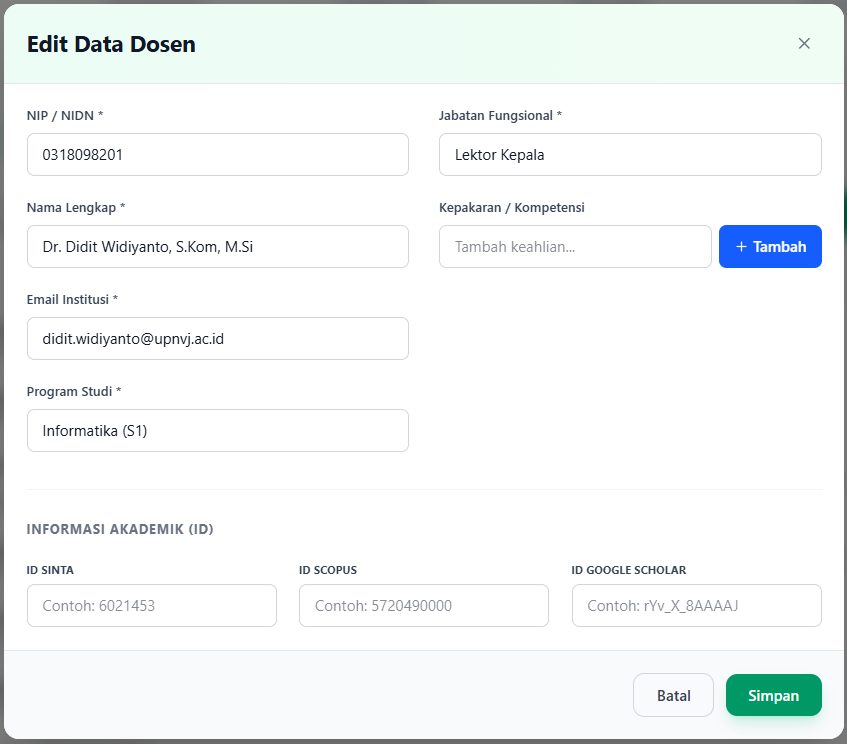 Edit Data Dosen
NIP / NIDN *
0318098201
Jabatan Fungsional *
Lektor Kepala
Nama Lengkap *
Dr. Didit Widiyanto, S.Kom, M.Si
Kepakaran / Kompetensi
Tambah keahlian...
+ Tambah
Email Institusi *
didit.widiyanto@upnvj.ac.id
Program Studi *
Informatika (S1)
INFORMASI AKADEMIK (ID)
ID SINTA
Contoh: 6021453
ID SCOPUS
Contoh: 5720490000
ID GOOGLE SCHOLAR
Contoh: rYv_X_8AAAAJ
Batal
Simpan